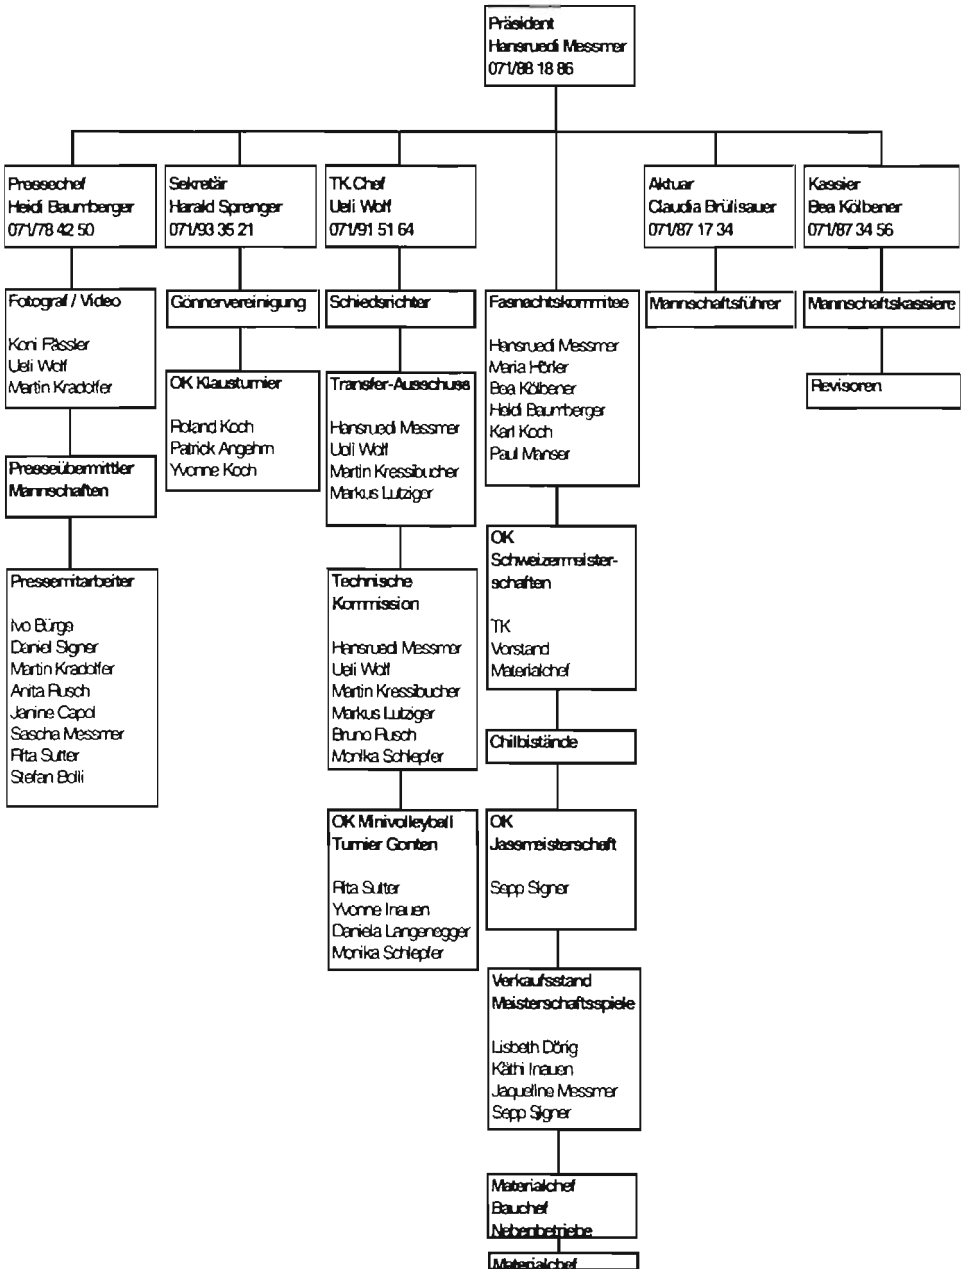 Präsident
Hansruedi Messmer
071/88 18 86
Pressechef
Heidi Baumberger
071/78 42 50
Sekretär
Harald Sprenger
071/93 35 21
TK Chef
Ueli Wolf
071/91 51 64
Aktuar
Claudia Brülisauer
071/87 17 34
Kassier
Bea Kölbener
071/87 34 56
Fotograf / Video
Koni Fässler
Ueli Wolf
Martin Kradolfer
Presseübermittler
Mannschaften
Pressemitarbeiter
Ivo Bürge
Daniel Signer
Martin Kradolfer
Anita Rusch
Janine Capol
Sascha Messmer
Rita Sutter
Stefan Bolli
Gönnervereinigung
OK Klausturnier
Roland Koch
Patrick Angehrn
Yvonne Koch
Schiedsrichter
Transfer-Ausschuss
Hansruedi Messmer
Ueli Wolf
Martin Kressibucher
Markus Lutziger
Technische
Kommission
Hansruedi Messmer
Ueli Wolf
Martin Kressibucher
Markus Lutziger
Bruno Rusch
Monika Schlepfer
OK Minivolleyball
Turnier Gonten
Rita Sutter
Yvonne Inauen
Daniela Langenegger
Monika Schlepfer
Fasnachtskommitee
Hansruedi Messmer
Maria Hörler
Bea Kölbener
Heidi Baumberger
Karl Koch
Paul Manser
OK
Schweizermeister-
schaften
TK
Vorstand
Materialchef
Chilbistände
OK
Jassmeisterschaft
Sepp Signer
Verkaufsstand
Meisterschaftsspiele
Lisbeth Dörig
Käthi Inauen
Jaqueline Messmer
Sepp Signer
Materialchef
Bauchef
Nebenbetriebe
Materialchef
Mannschaftsführer
Mannschaftskassiere
Revisoren